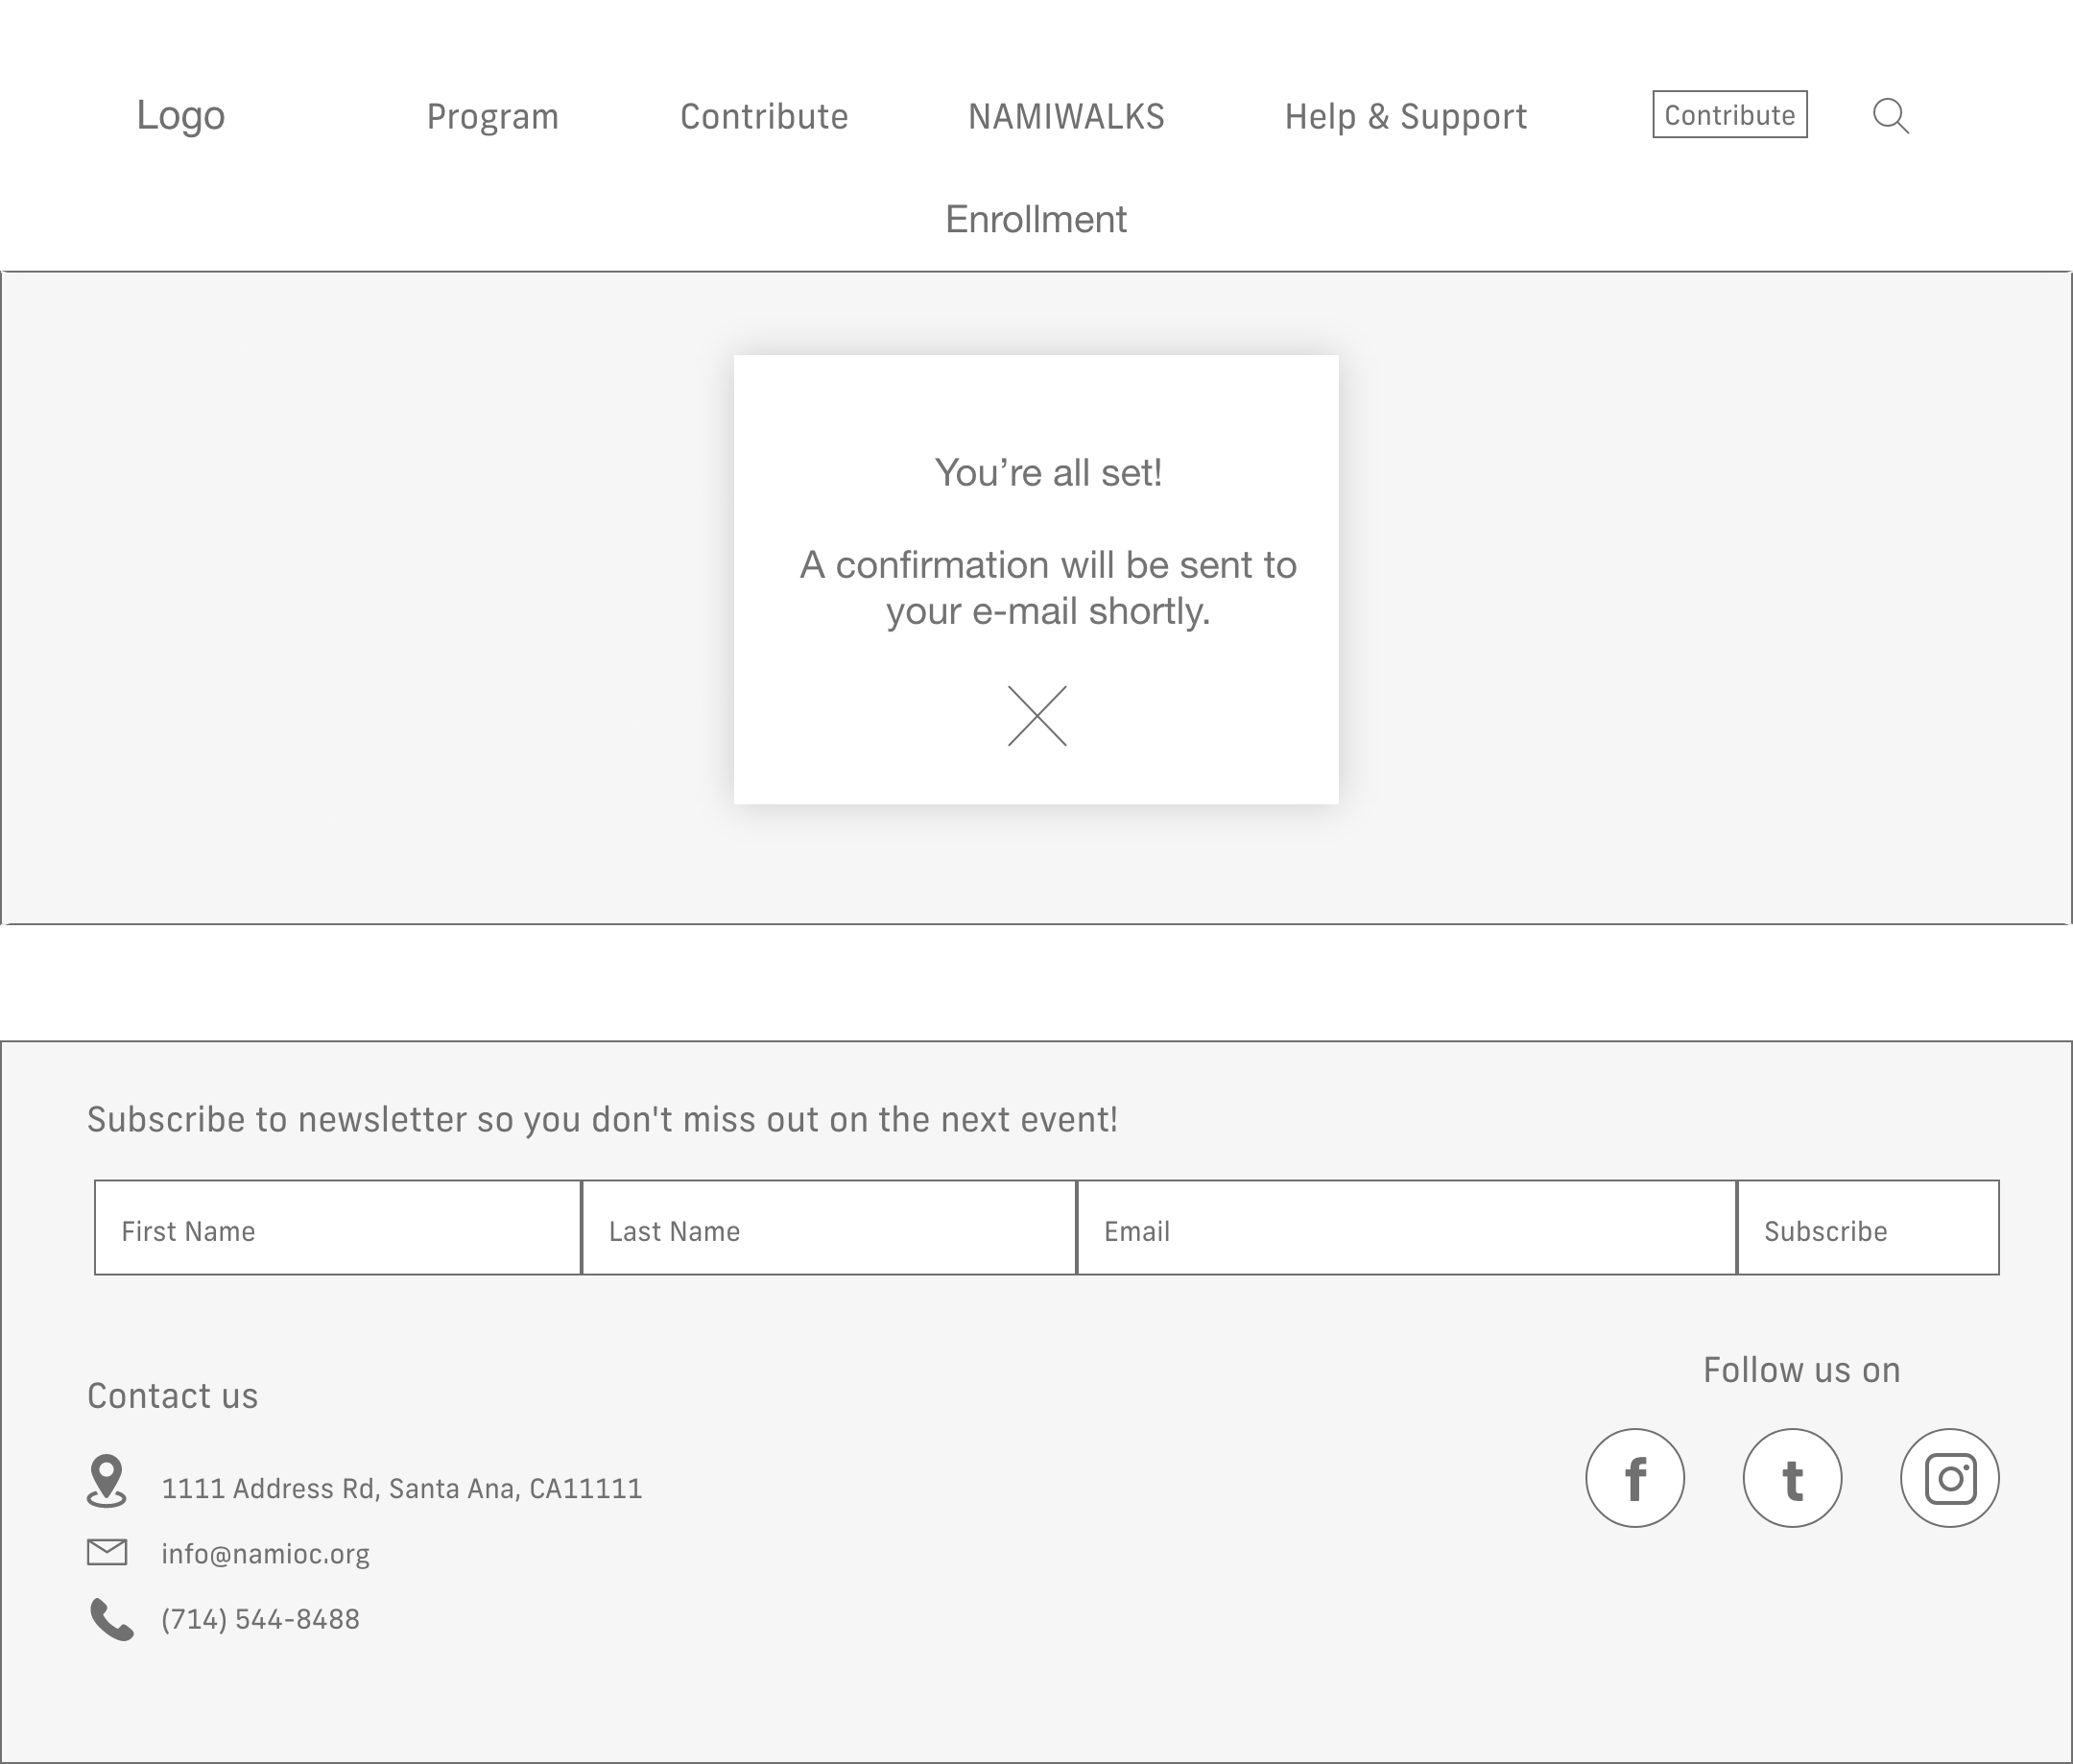 Logo
Program
Contribute
NAMIWALKS
Help & Support
Contribute
Enrollment
You’re all set!
A confirmation will be sent to
your e-mail shortly.
Subscribe to newsletter so you don't miss out on the next event!
First Name
Last Name
Email
Subscribe
Follow us on
Contact us
f
t
1111 Address Rd, Santa Ana, CA11111
info@namioc.org
(714) 544-8488